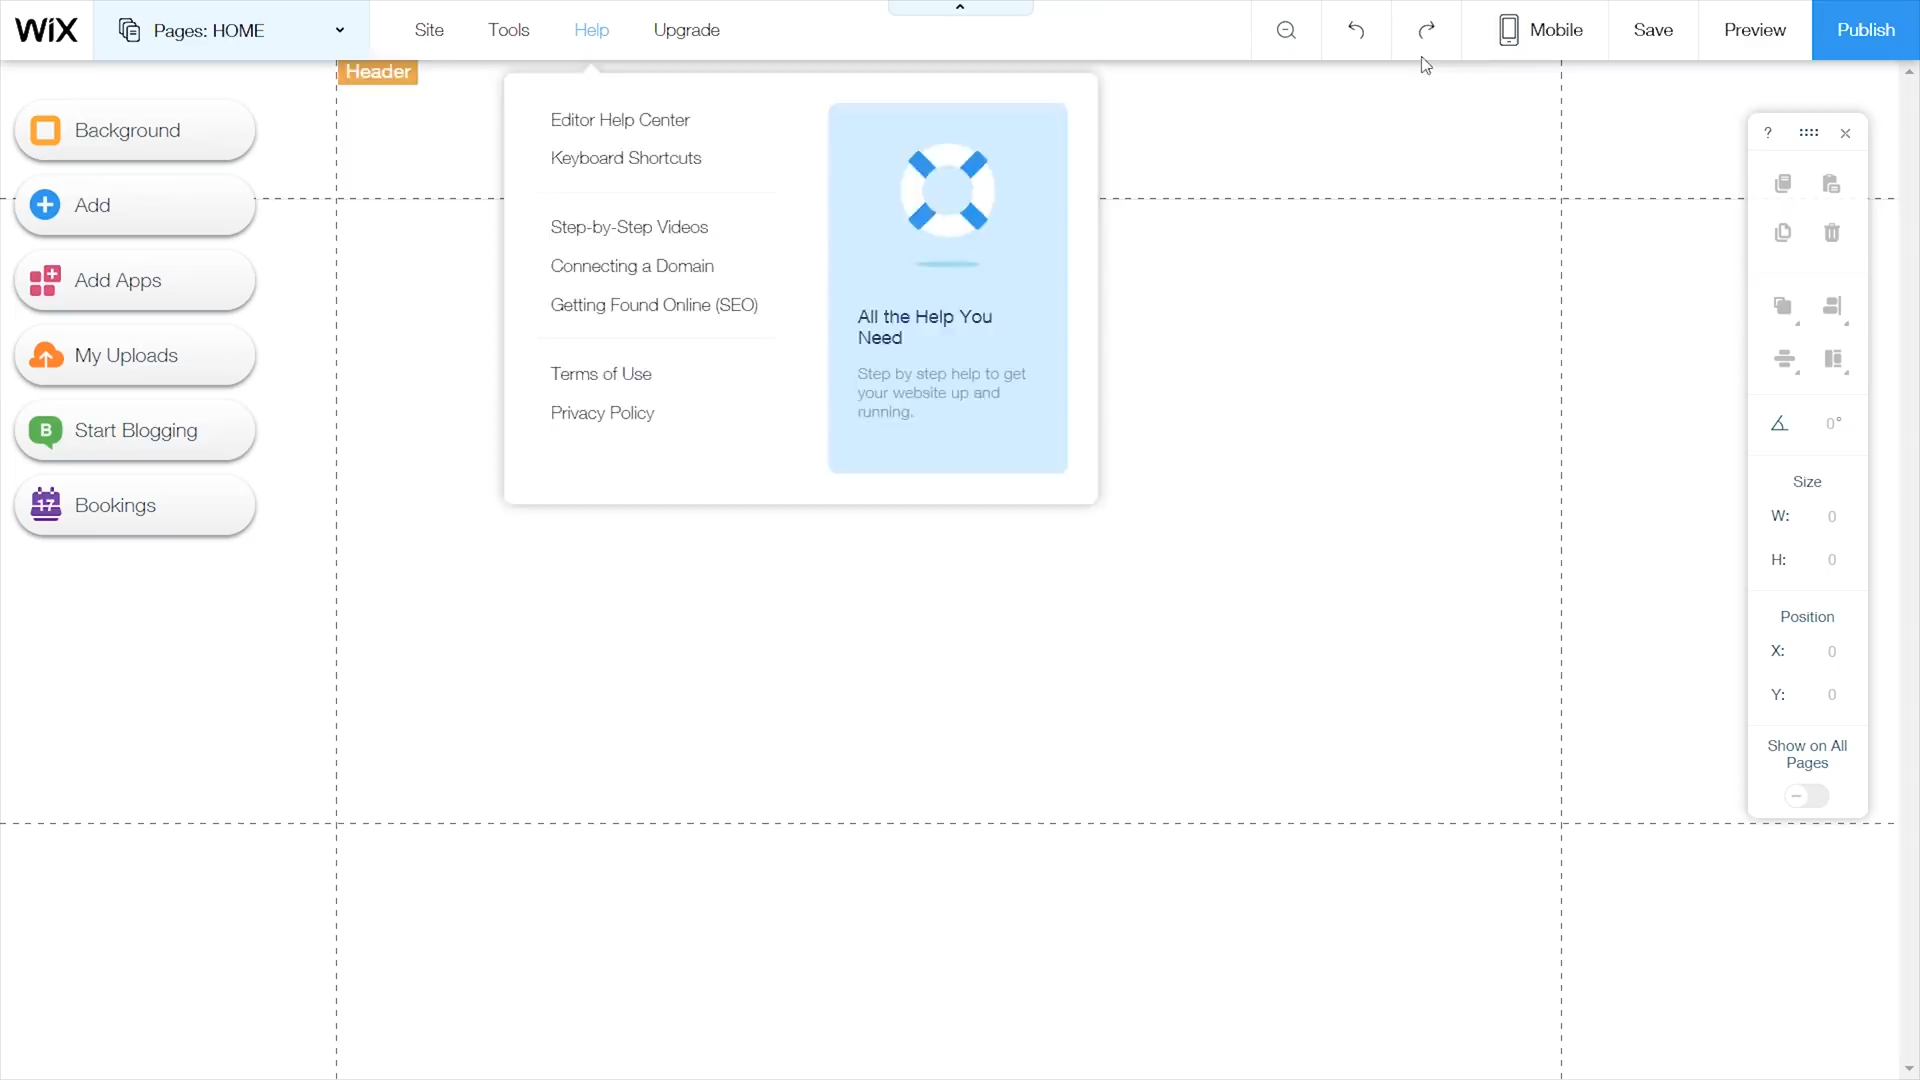 WiX
Pages: HOME
Site
Tools
Help
Upgrade
Mobile
Save
Preview
Publish
Header
Background
Add
Add Apps
My Uploads
B
Start Blogging
17
Bookings
Editor Help Center
Keyboard Shortcuts
Step-by-Step Videos
Connecting a Domain
Getting Found Online (SEO)
Terms of Use
Privacy Policy
All the Help You
Need
Step by step help to get
your website up and
running.
?
0°
Size
W: 0
H: 0
Position
X: 0
Y: 0
Show on All
Pages